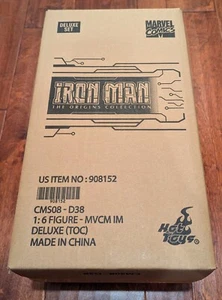 DELUXE
SET
MARVEL
COMICS
IRON MAN
THE ORIGINS COLLECTION
US ITEM NO : 908152
908152
CMS08 - D38
1: 6 FIGURE - MVCM IM
DELUXE (TOC)
MADE IN CHINA
Hot
Toys